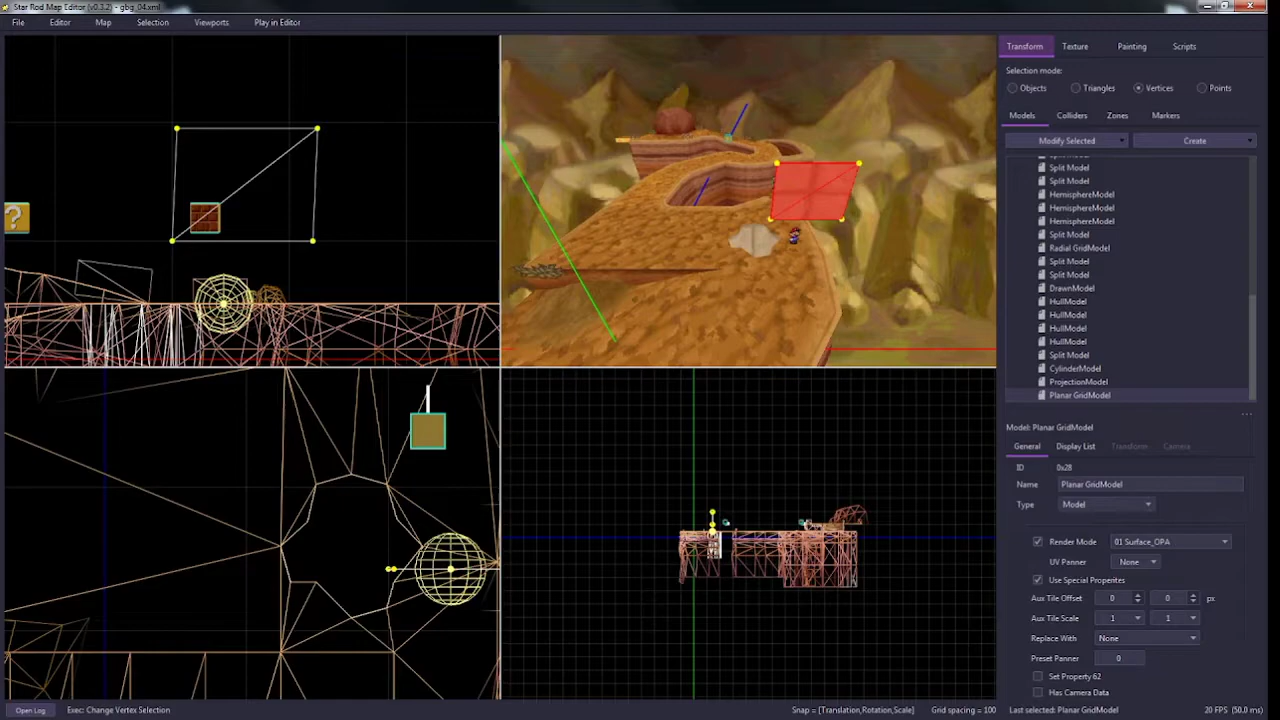 Star Rod Map Editor (v0.3.2) - gbg_04.xml
File Editor Map Selection Viewports Play in Editor
Transform Texture Painting Scripts
Selection mode:
Objects Triangles Vertices Points
Models Colliders Zones Markers
Modify Selected Create
Split Model
Split Model
Split Model
HemisphereModel
HemisphereModel
HemisphereModel
Split Model
Radial GridModel
Split Model
Split Model
DrawnModel
HullModel
HullModel
HullModel
HullModel
Split Model
CylinderModel
ProjectionModel
Planar GridModel
...
Model: Planar GridModel
General Display List Transform Camera
ID 0x28
Name Planar GridModel
Type Model
Render Mode 01 Surface_OPA
UV Panner None
Use Special Properites
Aux Tile Offset 0 0 px
Aux Tile Scale 1 1
Replace With None
Preset Panner 0
Set Property 62
Has Camera Data
Open Log Exec: Change Vertex Selection Snap = [Translation,Rotation,Scale] Grid spacing = 100 Last selected: Planar GridModel 20 FPS (50,0 ms)